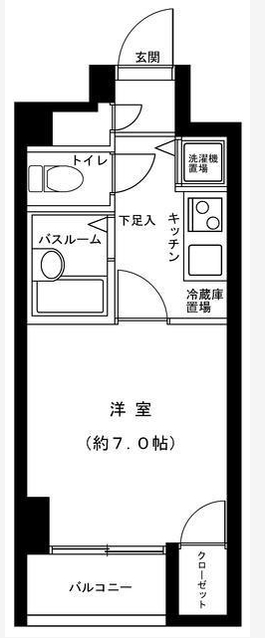 玄関
トイレ
洗濯機
置場
下足入
キッチン
バスルーム
冷蔵庫
置場
洋室
(約7.0帖)
クローゼット
バルコニー